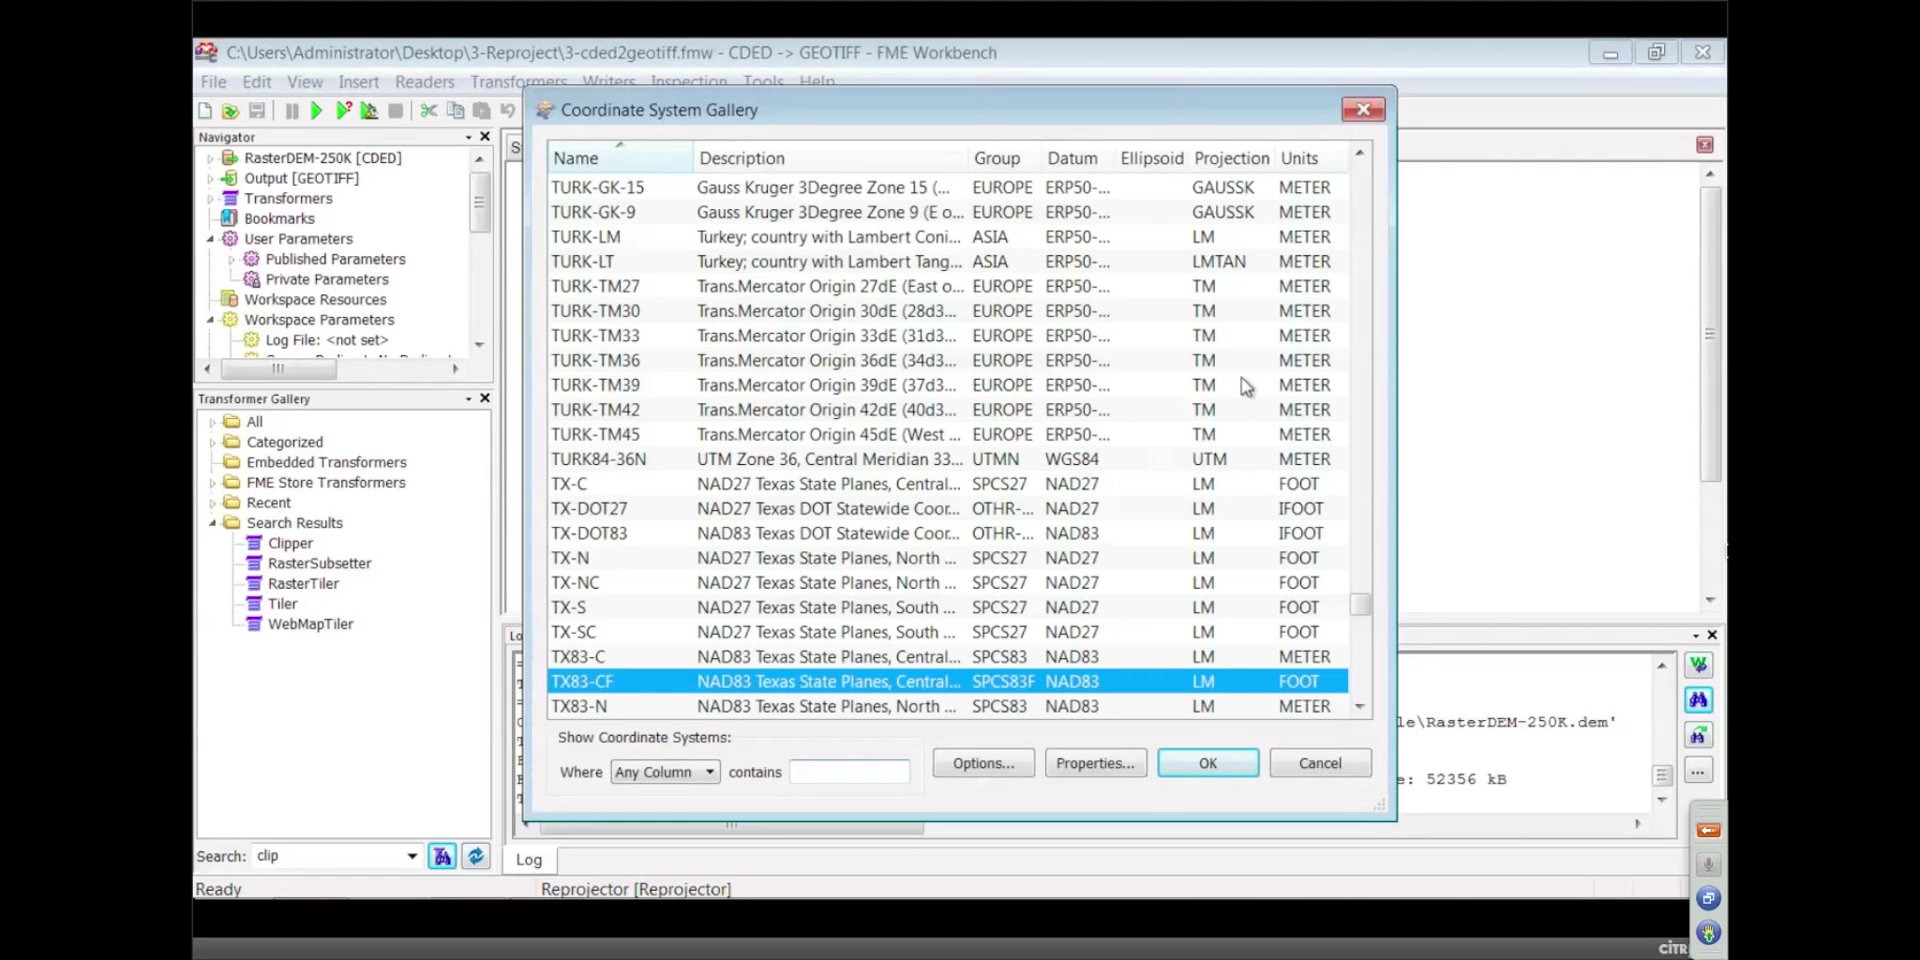 C:\Users\Administrator\Desktop\3-Reproject\3-cded2geotiff.fmw - CDED -> GEOTIFF - FME Workbench
File Edit View Insert Readers Transformers Writers Inspection Tools Help
Navigator
RasterDEM-250K [CDED]
Output [GEOTIFF]
Transformers
Bookmarks
User Parameters
Published Parameters
Private Parameters
Workspace Resources
Workspace Parameters
Log File: <not set>
Transformer Gallery
All
Categorized
Embedded Transformers
FME Store Transformers
Recent
Search Results
Clipper
RasterSubsetter
RasterTiler
Tiler
WebMapTiler
Search: clip
Ready
Reprojector [Reprojector]
Coordinate System Gallery
Name Description Group Datum Ellipsoid Projection Units
TURK-GK-15 Gauss Kruger 3Degree Zone 15 (... EUROPE ERP50-... GAUSSK METER
TURK-GK-9 Gauss Kruger 3Degree Zone 9 (E o... EUROPE ERP50-... GAUSSK METER
TURK-LM Turkey; country with Lambert Coni... ASIA ERP50-... LM METER
TURK-LT Turkey; country with Lambert Tang... ASIA ERP50-... LMTAN METER
TURK-TM27 Trans.Mercator Origin 27dE (East o... EUROPE ERP50-... TM METER
TURK-TM30 Trans.Mercator Origin 30dE (28d3... EUROPE ERP50-... TM METER
TURK-TM33 Trans.Mercator Origin 33dE (31d3... EUROPE ERP50-... TM METER
TURK-TM36 Trans.Mercator Origin 36dE (34d3... EUROPE ERP50-... TM METER
TURK-TM39 Trans.Mercator Origin 39dE (37d3... EUROPE ERP50-... TM METER
TURK-TM42 Trans.Mercator Origin 42dE (40d3... EUROPE ERP50-... TM METER
TURK-TM45 Trans.Mercator Origin 45dE (West ... EUROPE ERP50-... TM METER
TURK84-36N UTM Zone 36, Central Meridian 33... UTMN WGS84 UTM METER
TX-C NAD27 Texas State Planes, Central... SPCS27 NAD27 LM FOOT
TX-DOT27 NAD27 Texas DOT Statewide Coor... OTHR-... NAD27 LM IFOOT
TX-DOT83 NAD83 Texas DOT Statewide Coor... OTHR-... NAD83 LM IFOOT
TX-N NAD27 Texas State Planes, North ... SPCS27 NAD27 LM FOOT
TX-NC NAD27 Texas State Planes, North ... SPCS27 NAD27 LM FOOT
TX-S NAD27 Texas State Planes, South ... SPCS27 NAD27 LM FOOT
TX-SC NAD27 Texas State Planes, South ... SPCS27 NAD27 LM FOOT
TX83-C NAD83 Texas State Planes, Central... SPCS83 NAD83 LM METER
TX83-CF NAD83 Texas State Planes, Central... SPCS83F NAD83 LM FOOT
TX83-N NAD83 Texas State Planes, North ... SPCS83 NAD83 LM METER
Show Coordinate Systems:
Where Any Column contains
Options... Properties... OK Cancel
le\RasterDEM-250K.dem'
e: 52356 kB
Log